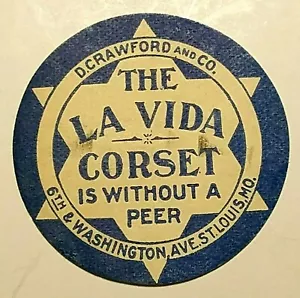 D. CRAWFORD AND CO.
THE
LA VIDA
CORSET
IS WITHOUT A
PEER
6TH & WASHINGTON, AVE. ST. LOUIS, MO.